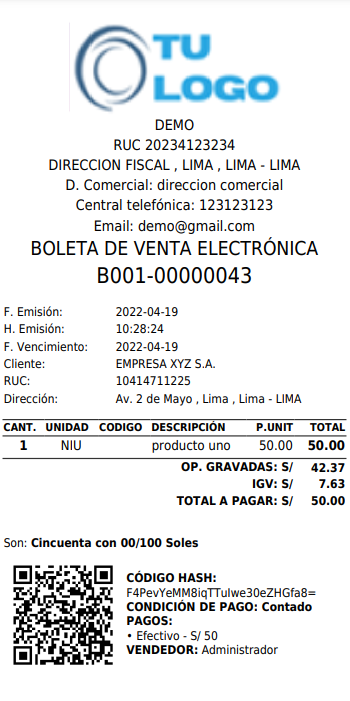 TU
LOGO
DEMO
RUC 20234123234
DIRECCION FISCAL , LIMA , LIMA - LIMA
D. Comercial: direccion comercial
Central telefónica: 123123123
Email: demo@gmail.com
BOLETA DE VENTA ELECTRÓNICA
B001-00000043
F. Emisión: 2022-04-19
H. Emisión: 10:28:24
F. Vencimiento: 2022-04-19
Cliente: EMPRESA XYZ S.A.
RUC: 10414711225
Dirección: Av. 2 de Mayo , Lima , Lima - LIMA
CANT. UNIDAD CODIGO DESCRIPCIÓN P.UNIT TOTAL
1 NIU producto uno 50.00 50.00
OP. GRAVADAS: S/ 42.37
IGV: S/ 7.63
TOTAL A PAGAR: S/ 50.00
Son: Cincuenta con 00/100 Soles
CÓDIGO HASH:
F4PevYeMM8iqTTulwe30eZHGfa8=
CONDICIÓN DE PAGO: Contado
PAGOS:
• Efectivo - S/ 50
VENDEDOR: Administrador